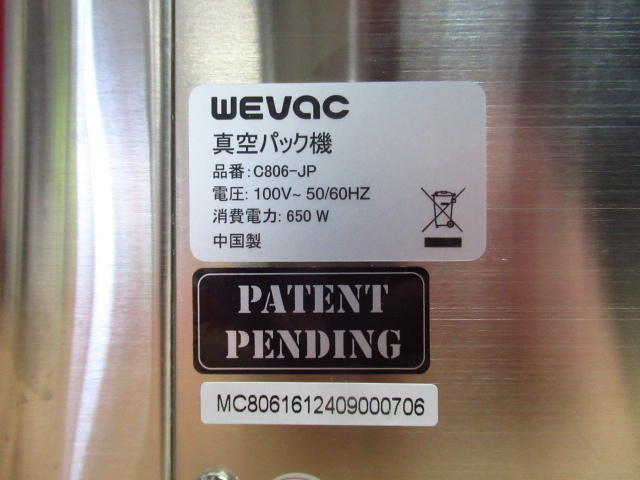 WEVAC
真空パック機
品番: C806-JP
電圧: 100V~ 50/60HZ
消費電力: 650 W
中国製
PATENT
PENDING
MC8061612409000706